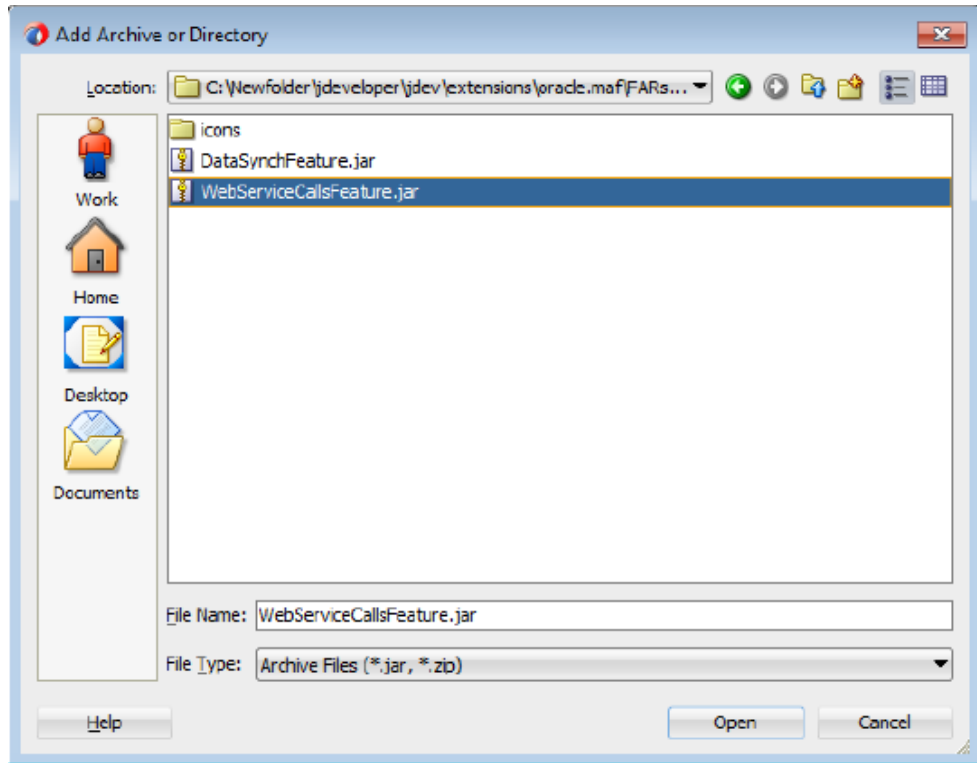 Add Archive or Directory
Location: C:\Newfolder\jdeveloper\jdev\extensions\oracle.maf\FARs...
icons
DataSynchFeature.jar
WebServiceCallsFeature.jar
Work
Home
Desktop
Documents
File Name: WebServiceCallsFeature.jar
File Type: Archive Files (*.jar, *.zip)
Help Open Cancel